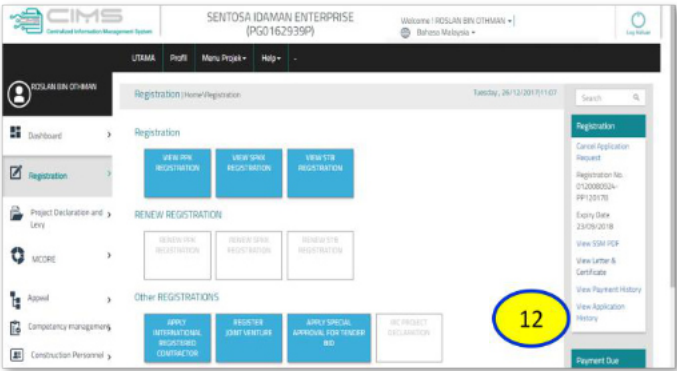 CIMS
Centralized Information Management System
SENTOSA IDAMAN ENTERPRISE
(PG0162939P)
Welcome ! ROSLAN BIN OTHMAN
Bahasa Malaysia
Log Keluar
UTAMA Profil Menu Projek Help -
ROSLAN BIN OTHMAN
Dashboard
Registration
Project Declaration and
Levy
MCORE
Appeal
Competency management
Construction Personnel
Registration | Home\Registration
Tuesday, 26/12/2017|11:07
Registration
VIEW PPK
REGISTRATION
VIEW SPKK
REGISTRATION
VIEW STB
REGISTRATION
RENEW REGISTRATION
RENEW PPK
REGISTRATION
RENEW SPKK
REGISTRATION
RENEW STB
REGISTRATION
Other REGISTRATIONS
APPLY
INTERNATIONAL
REGISTERED
CONTRACTOR
REGISTER
JOINT VENTURE
APPLY SPECIAL
APPROVAL FOR TENDER
BID
IRC PROJECT
DECLARATION
12
Search
Registration
Cancel Application
Request
Registration No.
PP120178
Expiry Date
23/09/2018
View SSM PDF
View Letter &
Certificate
View Payment History
View Application
History
Payment Due